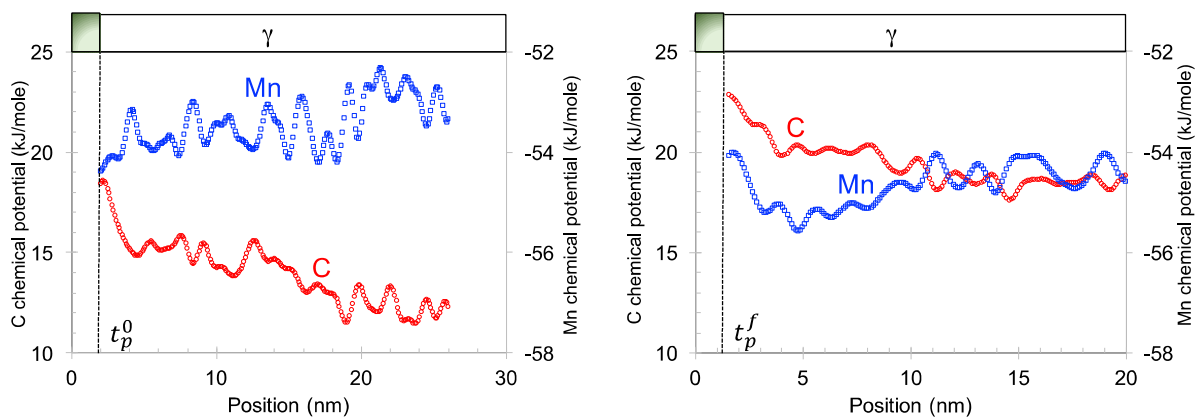 γ
25
20
15
10
-52
-54
-56
-58
0
10
20
30
Mn
C
t_p^0
C chemical potential (kJ/mole)
Mn chemical potential (kJ/mole)
Position (nm)
γ
25
20
15
10
-52
-54
-56
-58
0
5
10
15
20
C
Mn
t_p^f
C chemical potential (kJ/mole)
Mn chemical potential (kJ/mole)
Position (nm)